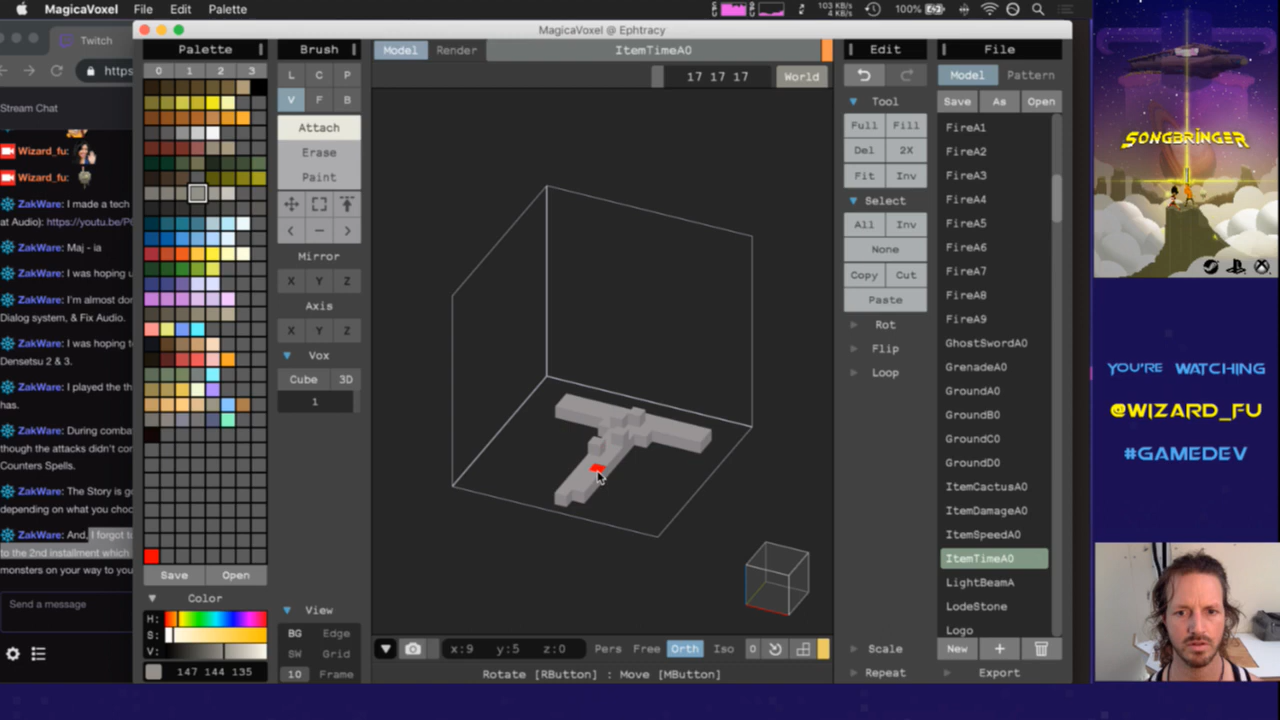 MagicaVoxel File Edit Palette
103 KB/s
4 KB/s
100%
Twitch
https
Stream Chat
Wizard_fu:
Wizard_fu:
ZakWare: I made a tech
at Audio): https://youtu.be/P
ZakWare: Maj - ia
ZakWare: I was hoping
ZakWare: I'm almost do
Dialog system, & Fix Audio.
ZakWare: I was hoping t
Densetsu 2 & 3.
ZakWare: I played the th
has.
ZakWare: During combat
though the attacks didn't co
Counters Spells.
ZakWare: The Story is g
depending on what you choo
ZakWare: And, I forgot t
to the 2nd installment which
monsters on your way to yo
Send a message
MagicaVoxel @ Ephtracy
Palette
0 1 2 3
Save Open
Color
H:
S:
V:
147 144 135
Brush
L C P
V F B
Attach
Erase
Paint
Mirror
X Y Z
Axis
X Y Z
Vox
Cube 3D
1
View
BG Edge
SW Grid
10 Frame
Model Render ItemTimeA0
17 17 17 World
x:9 y:5 z:0 Pers Free Orth Iso 0
Rotate [RButton] : Move [MButton]
Edit
Tool
Full Fill
Del 2X
Fit Inv
Select
All Inv
None
Copy Cut
Paste
Rot
Flip
Loop
Scale
Repeat
File
Model Pattern
Save As Open
FireA1
FireA2
FireA3
FireA4
FireA5
FireA6
FireA7
FireA8
FireA9
GhostSwordA0
GrenadeA0
GroundA0
GroundB0
GroundC0
GroundD0
ItemCactusA0
ItemDamageA0
ItemSpeedA0
ItemTimeA0
LightBeamA
LodeStone
Logo
New +
Export
SONGBRINGER
YOU'RE WATCHING
@WIZARD_FU
#GAMEDEV